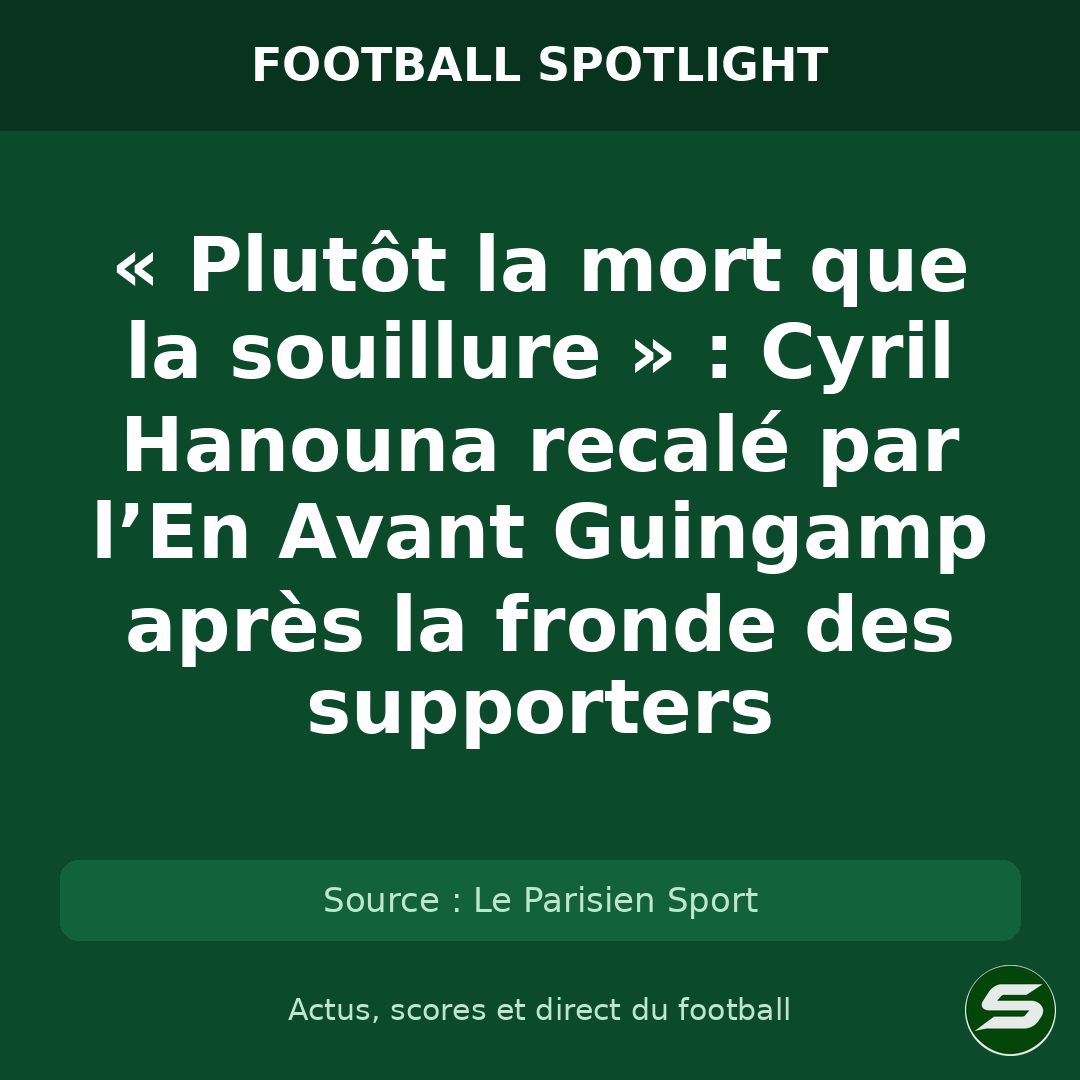 FOOTBALL SPOTLIGHT
« Plutôt la mort que
la souillure » : Cyril
Hanouna recalé par
l’En Avant Guingamp
après la fronde des
supporters
Source : Le Parisien Sport
Actus, scores et direct du football
S